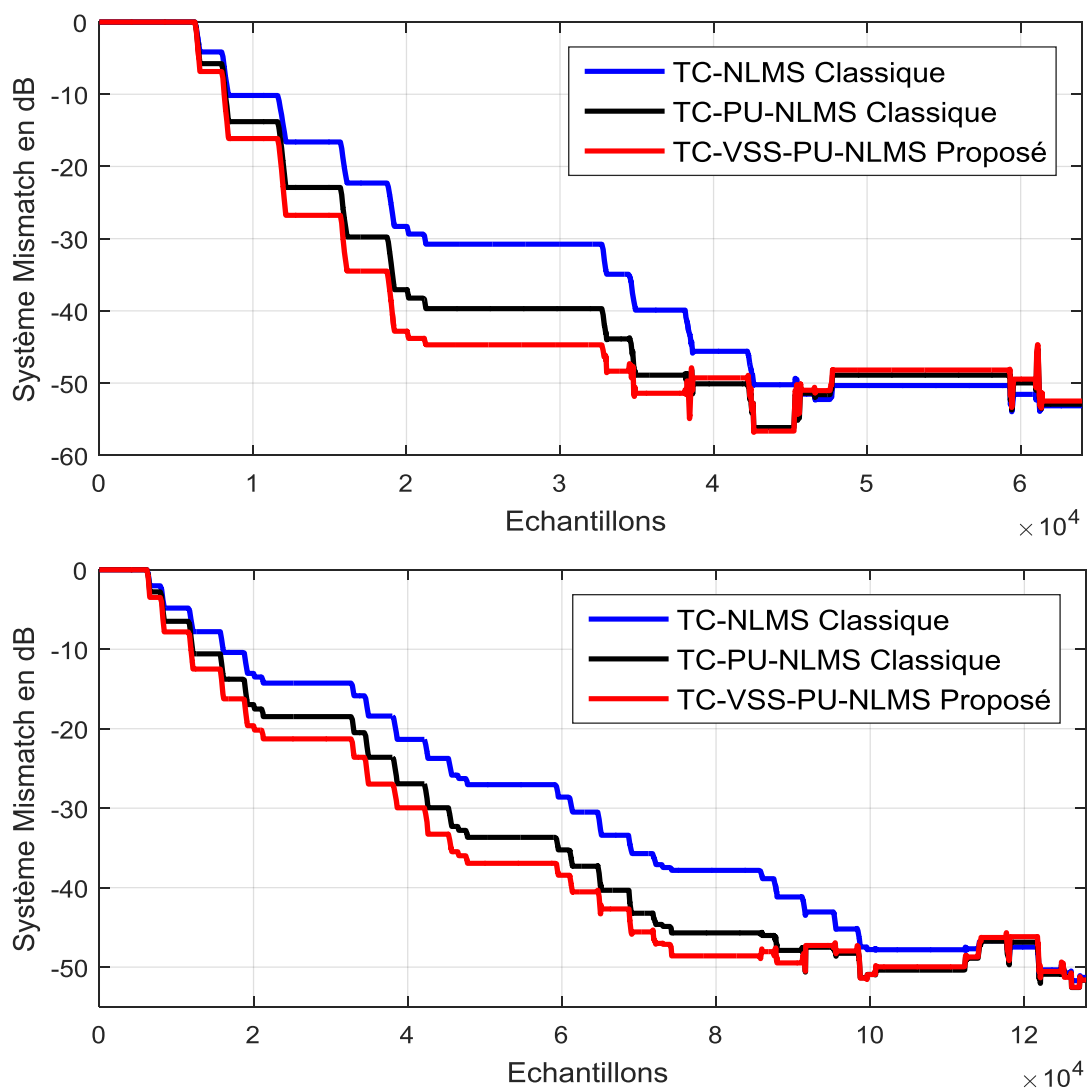 0
-10
-20
-30
-40
-50
-60
Système Mismatch en dB
TC-NLMS Classique
TC-PU-NLMS Classique
TC-VSS-PU-NLMS Proposé
0 1 2 3 4 5 6
Echantillons
× 10^4
0
-10
-20
-30
-40
-50
Système Mismatch en dB
TC-NLMS Classique
TC-PU-NLMS Classique
TC-VSS-PU-NLMS Proposé
0 2 4 6 8 10 12
Echantillons
× 10^4